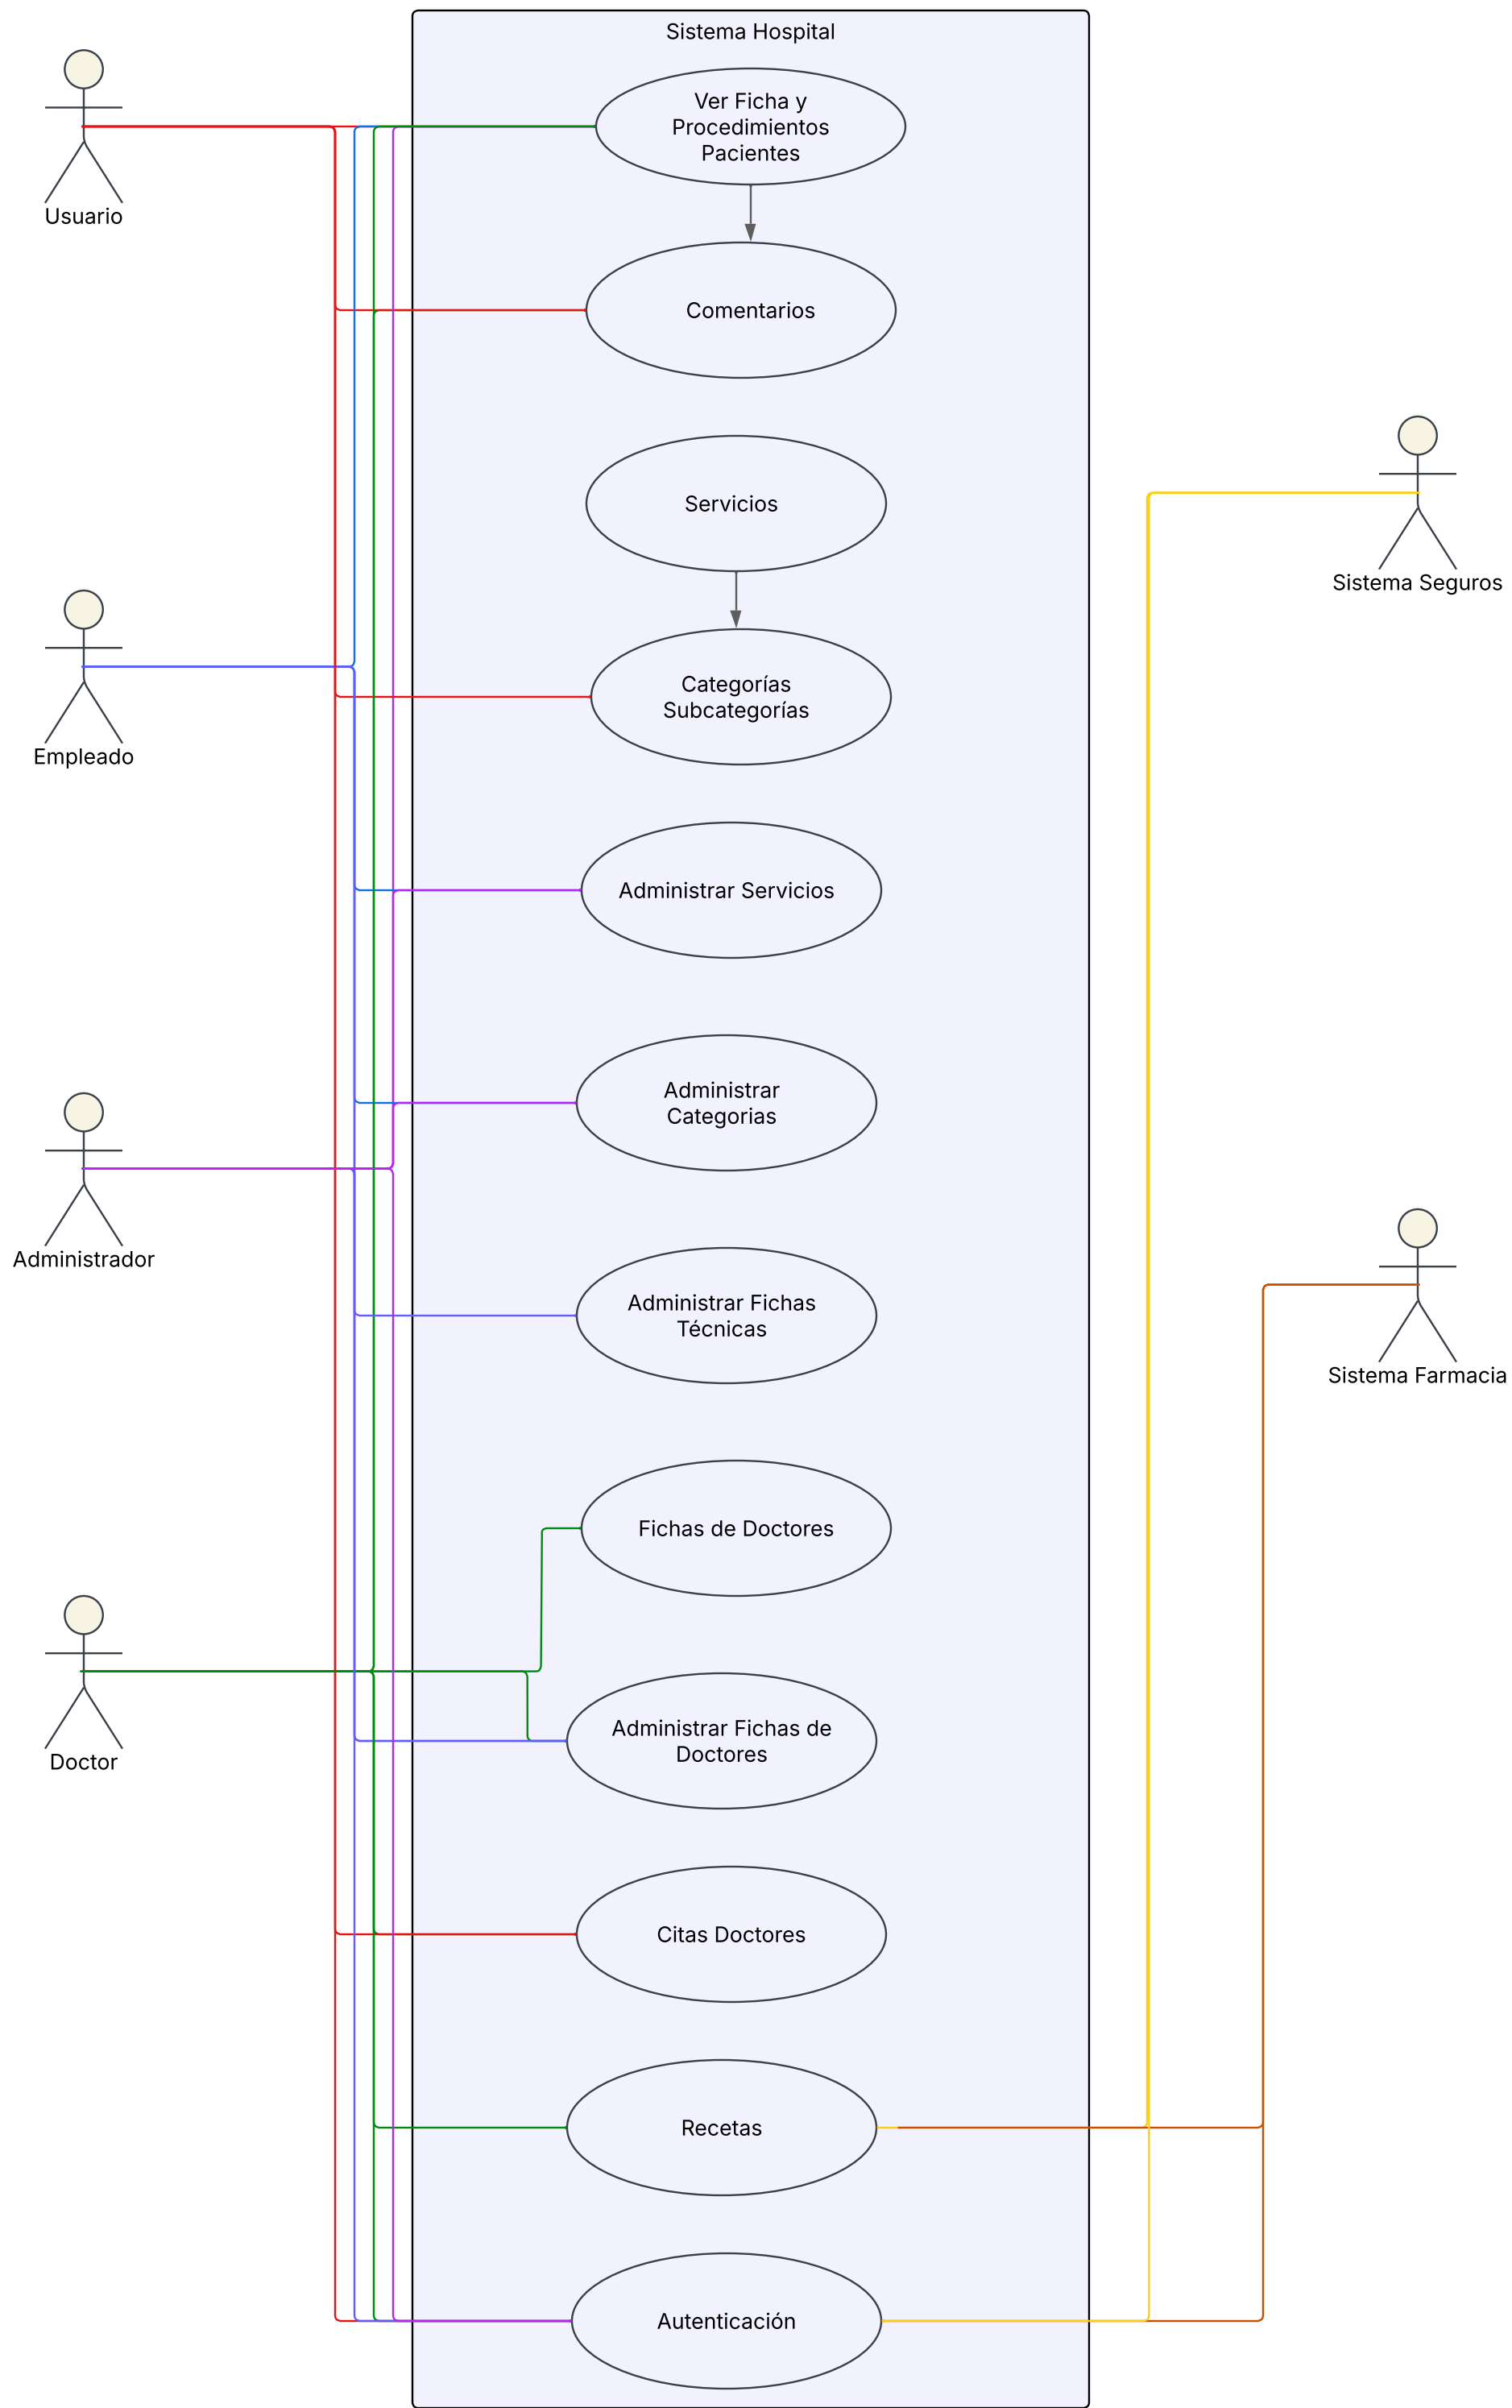 Sistema Hospital
Ver Ficha y
Procedimientos
Pacientes
Usuario
Comentarios
Servicios
Sistema Seguros
Categorías
Subcategorías
Empleado
Administrar Servicios
Administrar
Categorias
Administrador
Administrar Fichas
Técnicas
Sistema Farmacia
Fichas de Doctores
Administrar Fichas de
Doctores
Doctor
Citas Doctores
Recetas
Autenticación